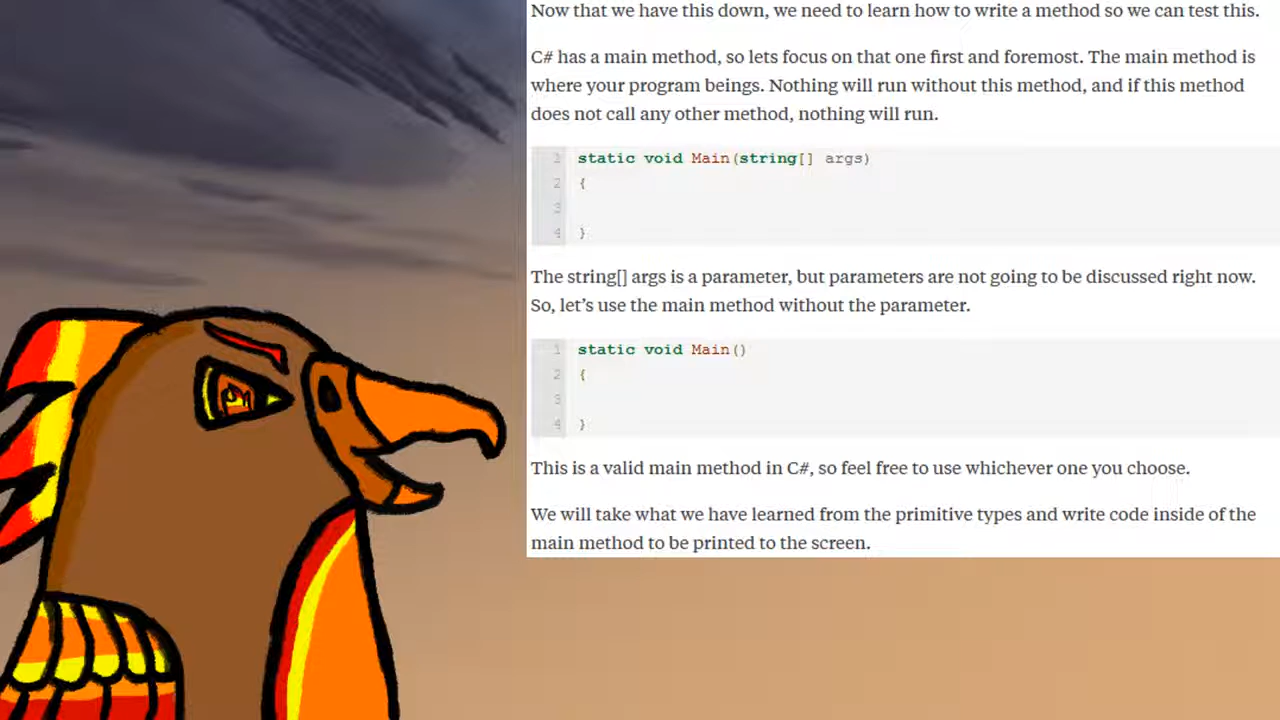 Now that we have this down, we need to learn how to write a method so we can test this.
C# has a main method, so lets focus on that one first and foremost. The main method is
where your program beings. Nothing will run without this method, and if this method
does not call any other method, nothing will run.
1 static void Main(string[] args)
2 {
3
4 }
The string[] args is a parameter, but parameters are not going to be discussed right now.
So, let’s use the main method without the parameter.
1 static void Main()
2 {
3
4 }
This is a valid main method in C#, so feel free to use whichever one you choose.
We will take what we have learned from the primitive types and write code inside of the
main method to be printed to the screen.